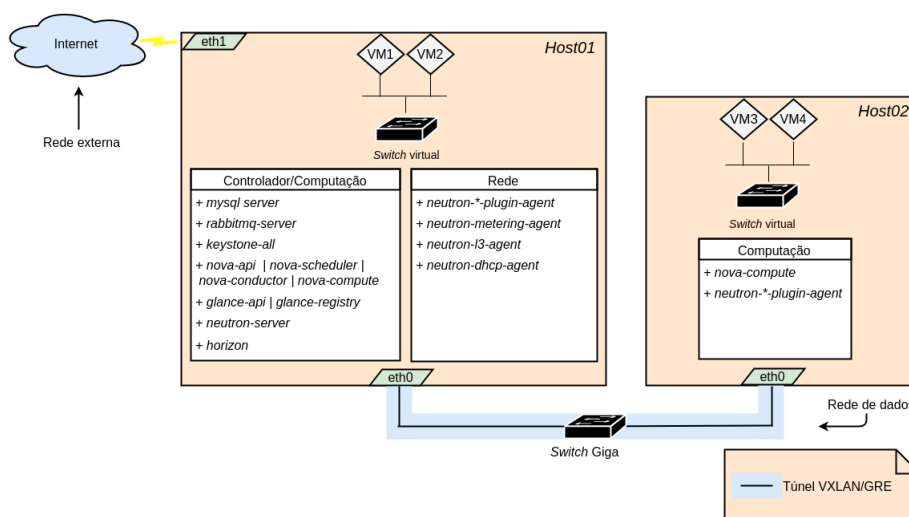 Internet
Rede externa
eth1
Host01
VM1
VM2
Switch virtual
Controlador/Computação
+ mysql server
+ rabbitmq-server
+ keystone-all
+ nova-api | nova-scheduler |
nova-conductor | nova-compute
+ glance-api | glance-registry
+ neutron-server
+ horizon
Rede
+ neutron-*-plugin-agent
+ neutron-metering-agent
+ neutron-l3-agent
+ neutron-dhcp-agent
eth0
Host02
VM3
VM4
Switch virtual
Computação
+ nova-compute
+ neutron-*-plugin-agent
eth0
Rede de dados
Switch Giga
Túnel VXLAN/GRE